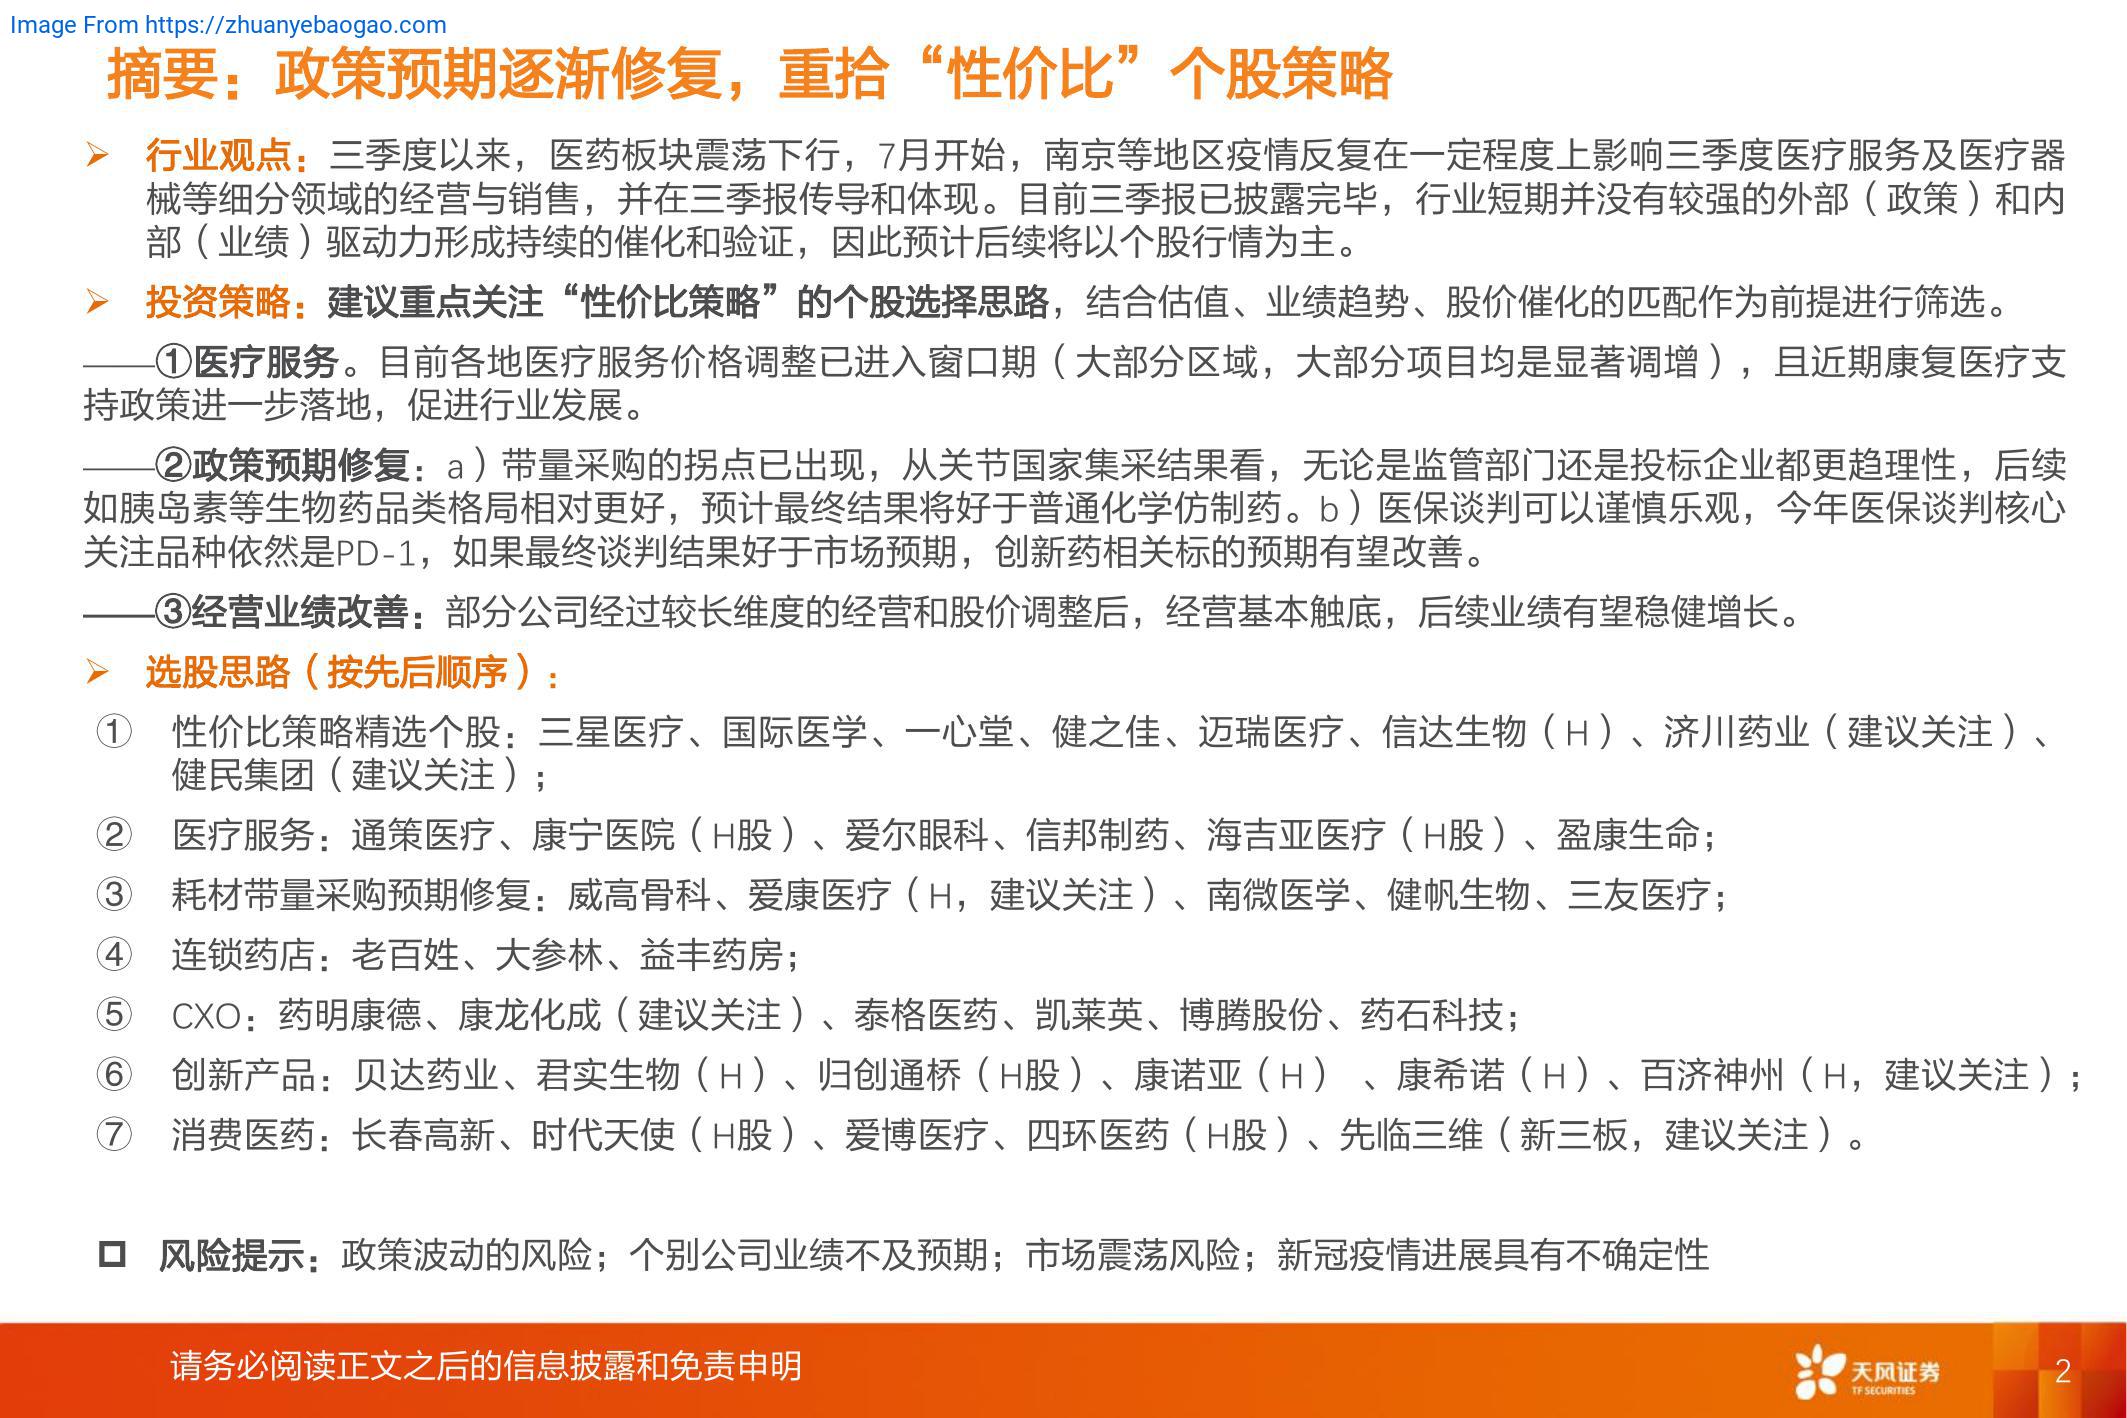 Image From https://zhuanyebaogao.com
摘要：政策预期逐渐修复，重拾“性价比”个股策略
➢ 行业观点：三季度以来，医药板块震荡下行，7月开始，南京等地区疫情反复在一定程度上影响三季度医疗服务及医疗器
械等细分领域的经营与销售，并在三季报传导和体现。目前三季报已披露完毕，行业短期并没有较强的外部（政策）和内
部（业绩）驱动力形成持续的催化和验证，因此预计后续将以个股行情为主。
➢ 投资策略：建议重点关注“性价比策略”的个股选择思路，结合估值、业绩趋势、股价催化的匹配作为前提进行筛选。
——①医疗服务。目前各地医疗服务价格调整已进入窗口期（大部分区域，大部分项目均是显著调增），且近期康复医疗支
持政策进一步落地，促进行业发展。
——②政策预期修复：a）带量采购的拐点已出现，从关节国家集采结果看，无论是监管部门还是投标企业都更趋理性，后续
如胰岛素等生物药品类格局相对更好，预计最终结果将好于普通化学仿制药。b）医保谈判可以谨慎乐观，今年医保谈判核心
关注品种依然是PD-1，如果最终谈判结果好于市场预期，创新药相关标的预期有望改善。
——③经营业绩改善：部分公司经过较长维度的经营和股价调整后，经营基本触底，后续业绩有望稳健增长。
➢ 选股思路（按先后顺序）：
① 性价比策略精选个股：三星医疗、国际医学、一心堂、健之佳、迈瑞医疗、信达生物（H）、济川药业（建议关注）、
健民集团（建议关注）；
② 医疗服务：通策医疗、康宁医院（H股）、爱尔眼科、信邦制药、海吉亚医疗（H股）、盈康生命；
③ 耗材带量采购预期修复：威高骨科、爱康医疗（H，建议关注）、南微医学、健帆生物、三友医疗；
④ 连锁药店：老百姓、大参林、益丰药房；
⑤ CXO：药明康德、康龙化成（建议关注）、泰格医药、凯莱英、博腾股份、药石科技；
⑥ 创新产品：贝达药业、君实生物（H）、归创通桥（H股）、康诺亚（H） 、康希诺（H）、百济神州（H，建议关注）；
⑦ 消费医药：长春高新、时代天使（H股）、爱博医疗、四环医药（H股）、先临三维（新三板，建议关注）。
风险提示：政策波动的风险；个别公司业绩不及预期；市场震荡风险；新冠疫情进展具有不确定性
请务必阅读正文之后的信息披露和免责申明
天风证券
TF SECURITIES
2